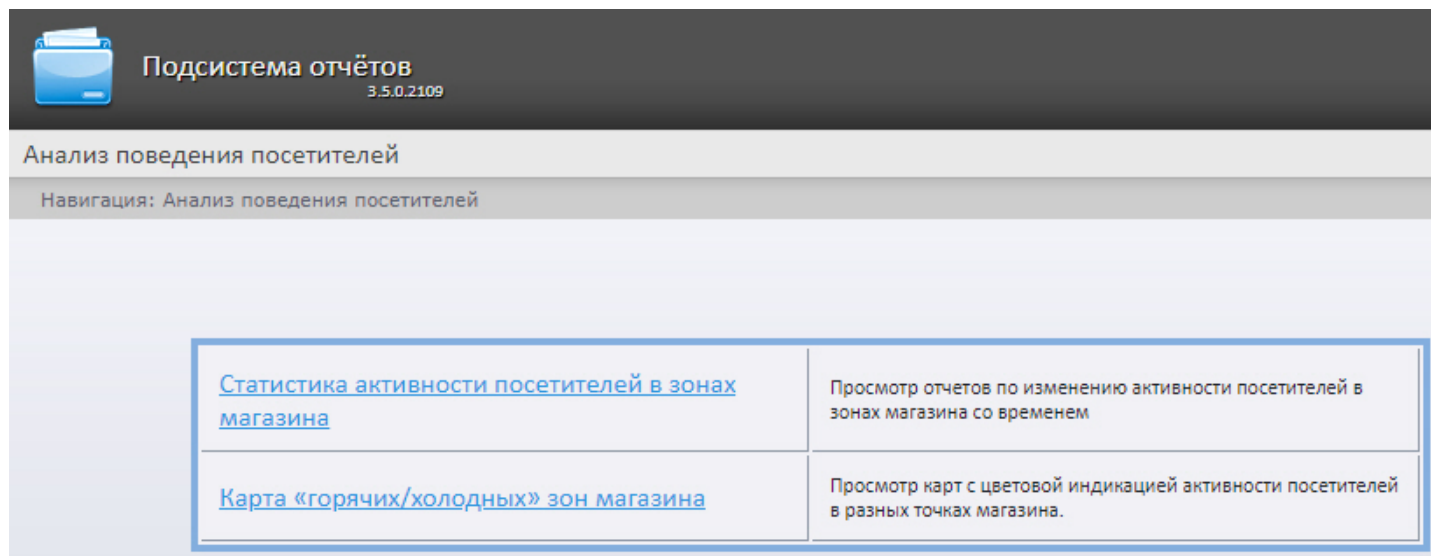 Подсистема отчётов
3.5.0.2109
Анализ поведения посетителей
Навигация: Анализ поведения посетителей
Статистика активности посетителей в зонах
магазина
Просмотр отчетов по изменению активности посетителей в
зонах магазина со временем
Карта «горячих/холодных» зон магазина
Просмотр карт с цветовой индикацией активности посетителей
в разных точках магазина.